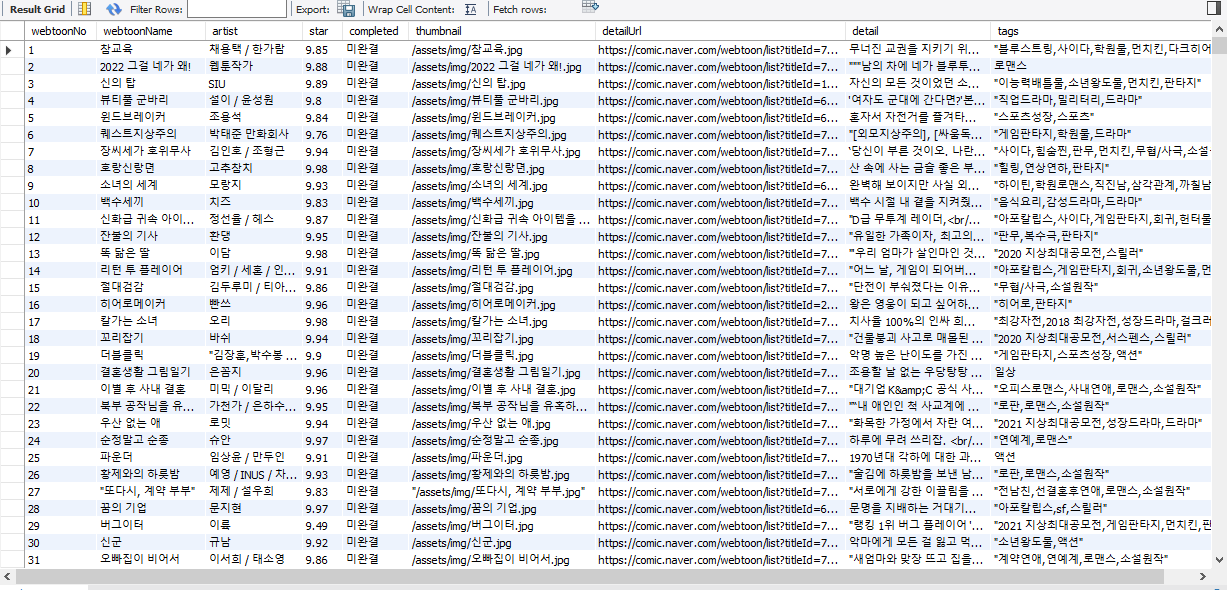 Result Grid Filter Rows: Export: Wrap Cell Content: Fetch rows:
webtoonNo webtoonName artist star completed thumbnail detailUrl detail tags
1 참교육 채용택 / 한가람 9.85 미완결 /assets/img/참교육.jpg https://comic.naver.com/webtoon/list?titleId=7... 무너진 교권을 지키기 위... "블루스트링,사이다,학원물,먼치킨,다크히어
2 2022 그걸 네가 왜! 웹툰작가 9.88 미완결 /assets/img/2022 그걸 네가 왜!.jpg https://comic.naver.com/webtoon/list?titleId=7... """남의 차에 네가 블루투... 로맨스
3 신의 탑 SIU 9.89 미완결 /assets/img/신의 탑.jpg https://comic.naver.com/webtoon/list?titleId=1... 자신의 모든 것이었던 소... "이능력배틀물,소년왕도물,먼치킨,판타지"
4 뷰티풀 군바리 설이 / 윤성원 9.8 미완결 /assets/img/뷰티풀 군바리.jpg https://comic.naver.com/webtoon/list?titleId=6... '여자도 군대에 간다면?'본... "직업드라마,밀리터리,드라마"
5 윈드브레이커 조용석 9.84 미완결 /assets/img/윈드브레이커.jpg https://comic.naver.com/webtoon/list?titleId=6... 혼자서 자전거를 즐겨타... "스포츠성장,스포츠"
6 퀘스트지상주의 박태준 만화회사 9.76 미완결 /assets/img/퀘스트지상주의.jpg https://comic.naver.com/webtoon/list?titleId=7... "[외모지상주의], [싸움독... "게임판타지,학원물,드라마"
7 장씨세가 호위무사 김인호 / 조형근 9.94 미완결 /assets/img/장씨세가 호위무사.jpg https://comic.naver.com/webtoon/list?titleId=7... '당신이 부른 것이오. 나란... "사이다,힘숨찐,판무,먼치킨,무협/사극,소설
8 호랑신랑뎐 고추참치 9.98 미완결 /assets/img/호랑신랑뎐.jpg https://comic.naver.com/webtoon/list?titleId=7... 산 속에 사는 금을 좋은 부... "힐링,연상연하,판타지"
9 소녀의 세계 모랑지 9.93 미완결 /assets/img/소녀의 세계.jpg https://comic.naver.com/webtoon/list?titleId=6... 완벽해 보이지만 사실 외... "하이틴,학원로맨스,직진남,삼각관계,까칠남
10 백수세끼 치즈 9.83 미완결 /assets/img/백수세끼.jpg https://comic.naver.com/webtoon/list?titleId=7... 백수 시절 내 곁을 지켜줬... "음식요리,감성드라마,드라마"
11 신화급 귀속 아이... 정선율 / 헤스 9.87 미완결 /assets/img/신화급 귀속 아이템을 ... https://comic.naver.com/webtoon/list?titleId=7... "D급 무투계 레이더,<br/... "아포칼립스,사이다,게임판타지,회귀,헌터물
12 잔불의 기사 환댕 9.95 미완결 /assets/img/잔불의 기사.jpg https://comic.naver.com/webtoon/list?titleId=7... "유일한 가족이자, 최고의... "판무,복수극,판타지"
13 똑 닮은 딸 이담 9.98 미완결 /assets/img/똑 닮은 딸.jpg https://comic.naver.com/webtoon/list?titleId=7... "'우리 엄마가 살인마인 것... "2020 지상최대공모전,스릴러"
14 리턴 투 플레이어 엄키 / 세훈 / 인... 9.91 미완결 /assets/img/리턴 투 플레이어.jpg https://comic.naver.com/webtoon/list?titleId=7... "어느 날, 게임이 되어버... "아포칼립스,게임판타지,회귀,소년왕도물,먼
15 절대검감 김두루미 / 티아... 9.86 미완결 /assets/img/절대검감.jpg https://comic.naver.com/webtoon/list?titleId=7... "단전이 부숴졌다는 이유... "무협/사극,소설원작"
16 히어로메이커 빤쓰 9.96 미완결 /assets/img/히어로메이커.jpg https://comic.naver.com/webtoon/list?titleId=2... 왕은 영웅이 되고 싶어하... "히어로,판타지"
17 칼가는 소녀 오리 9.98 미완결 /assets/img/칼가는 소녀.jpg https://comic.naver.com/webtoon/list?titleId=7... 치사율 100%의 인싸 희... "최강자전,2018 최강자전,성장드라마,걸크러
18 꼬리잡기 바쉬 9.94 미완결 /assets/img/꼬리잡기.jpg https://comic.naver.com/webtoon/list?titleId=7... "건물붕괴 사고로 매몰된 ... "2020 지상최대공모전,서스펜스,스릴러"
19 더블클릭 "김장훈,박수봉 ... 9.9 미완결 /assets/img/더블클릭.jpg https://comic.naver.com/webtoon/list?titleId=7... 악명 높은 난이도를 가진 ... "게임판타지,스포츠성장,액션"
20 결혼생활 그림일기 은꼼지 9.96 미완결 /assets/img/결혼생활 그림일기.jpg https://comic.naver.com/webtoon/list?titleId=7... 조용할 날 없는 우당탕탕 ... 일상
21 이별 후 사내 결혼 미믹 / 이달리 9.96 미완결 /assets/img/이별 후 사내 결혼.jpg https://comic.naver.com/webtoon/list?titleId=7... "대기업 K&amp;C 공식 사... "오피스로맨스,사내연애,로맨스,소설원작"
22 북부 공작님을 유... 가전가 / 은하수... 9.95 미완결 /assets/img/북부 공작님을 유혹하... https://comic.naver.com/webtoon/list?titleId=7... "'내 애인인 척 사교계에 ... "로판,로맨스,소설원작"
23 우산 없는 애 로밋 9.94 미완결 /assets/img/우산 없는 애.jpg https://comic.naver.com/webtoon/list?titleId=7... "화목한 가정에서 자란 여... "2021 지상최대공모전,성장드라마,드라마"
24 순정말고 순종 슈안 9.97 미완결 /assets/img/순정말고 순종.jpg https://comic.naver.com/webtoon/list?titleId=7... 하루에 무려 쓰리잡. <br/... "연예계,로맨스"
25 파운더 임상윤 / 만두인 9.91 미완결 /assets/img/파운더.jpg https://comic.naver.com/webtoon/list?titleId=7... 1970년대 각하에 대한 과... 액션
26 황제와의 하룻밤 예영 / INUS / 차... 9.93 미완결 /assets/img/황제와의 하룻밤.jpg https://comic.naver.com/webtoon/list?titleId=7... "술김에 하룻밤을 보낸 남... "로판,로맨스,소설원작"
27 "또다시, 계약 부부" 제제 / 설우희 9.83 미완결 "/assets/img/또다시, 계약 부부.jpg" https://comic.naver.com/webtoon/list?titleId=7... "서로에게 강한 이끌림을 ... "전남친,선결혼후연애,로맨스,소설원작"
28 꿈의 기업 문지현 9.97 미완결 /assets/img/꿈의 기업.jpg https://comic.naver.com/webtoon/list?titleId=6... 문명을 지배하는 거대기... "아포칼립스,sf,스릴러"
29 버그이터 이륙 9.49 미완결 /assets/img/버그이터.jpg https://comic.naver.com/webtoon/list?titleId=7... "랭킹 1위 버그 플레이어 '... "2021 지상최대공모전,게임판타지,먼치킨,판
30 신군 규남 9.92 미완결 /assets/img/신군.jpg https://comic.naver.com/webtoon/list?titleId=7... 악마에게 모든 걸 잃고 먹... "소년왕도물,액션"
31 오빠집이 비어서 이서희 / 태소영 9.86 미완결 /assets/img/오빠집이 비어서.jpg https://comic.naver.com/webtoon/list?titleId=7... "새엄마와 맞장 뜨고 집을... "계약연애,연예계,로맨스,소설원작"